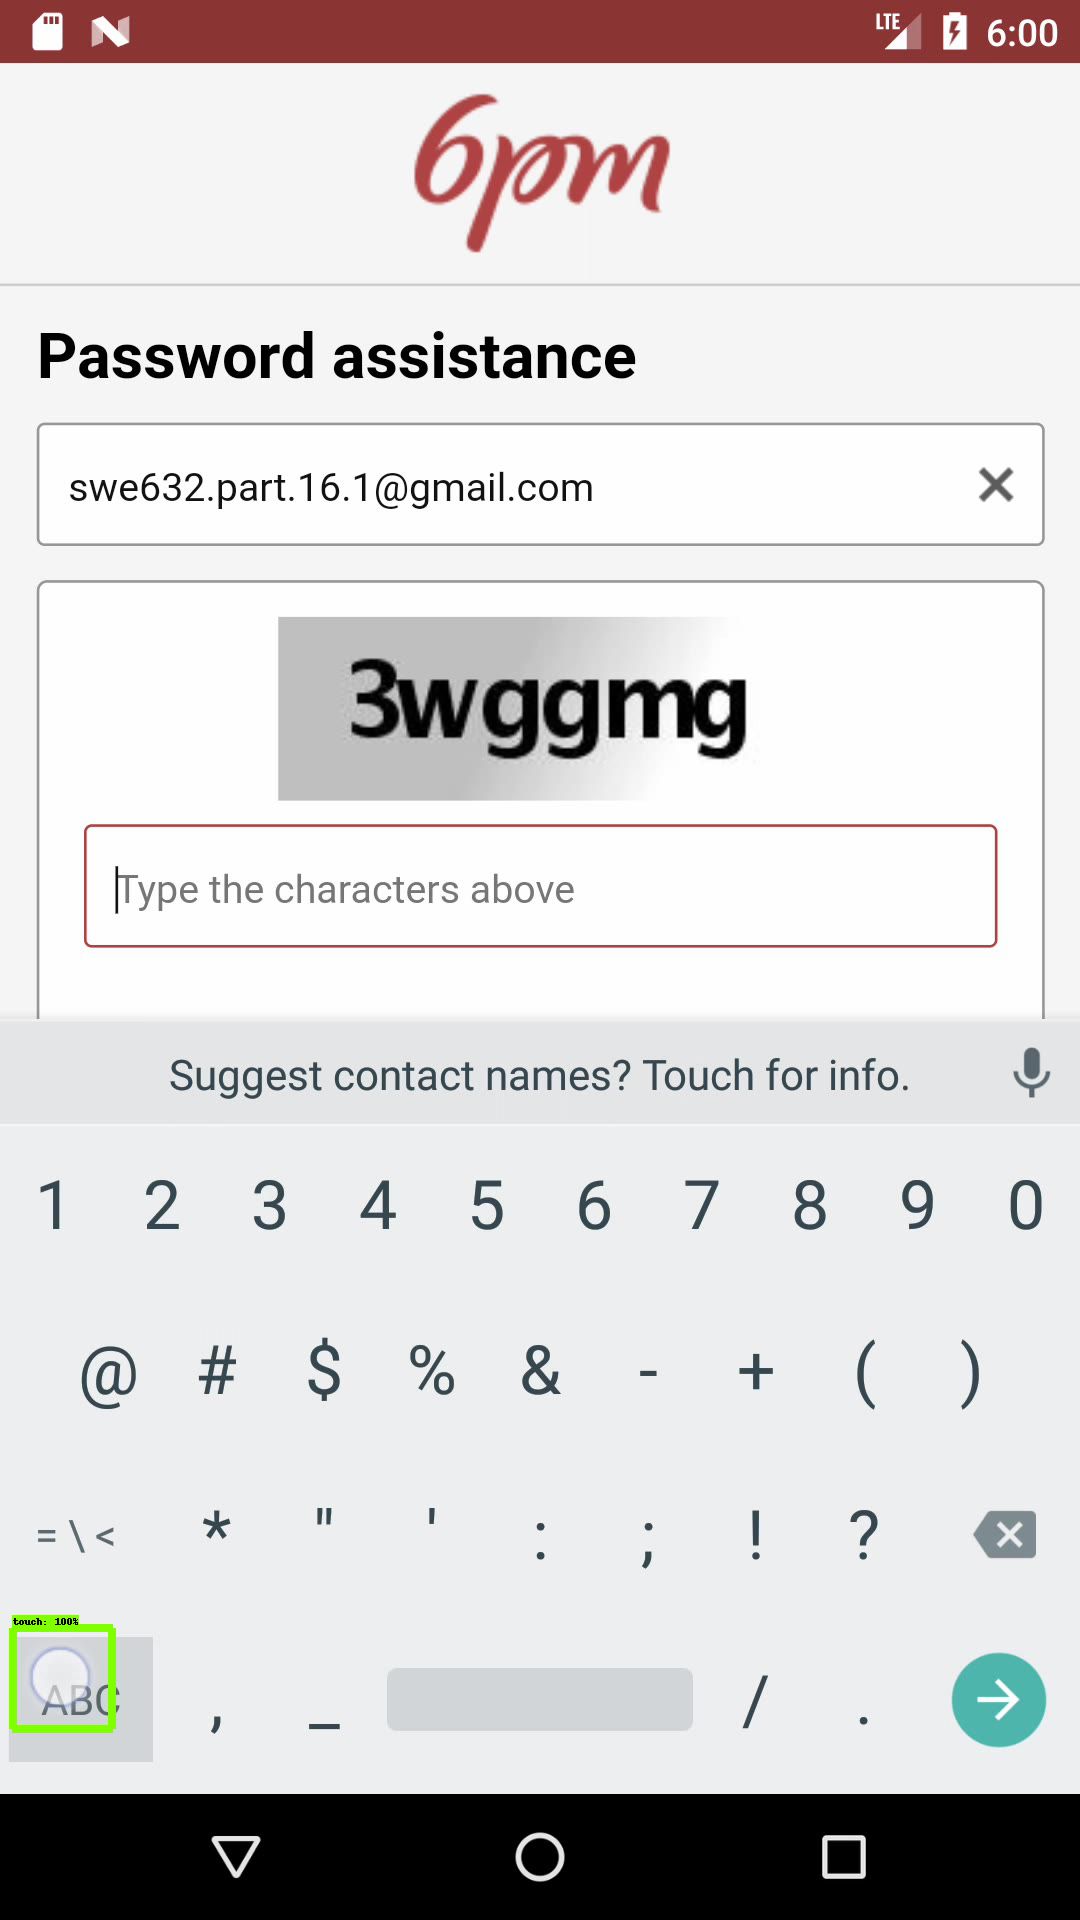 LTE 6:00
6pm
Password assistance
swe632.part.16.1@gmail.com
3wggmg
Type the characters above
Suggest contact names? Touch for info.
1 2 3 4 5 6 7 8 9 0
@ # $ % & - + ( )
= \ < * " ' : ; ! ?
touch: 100%
ABC , _ / .